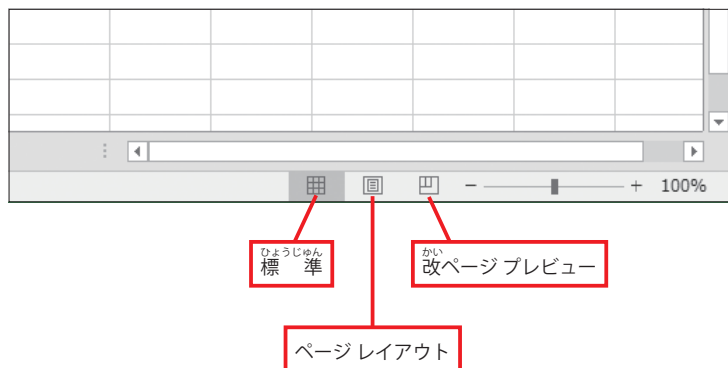 100%
ひょうじゅん
標準
かい
改ページ プレビュー
ページ レイアウト